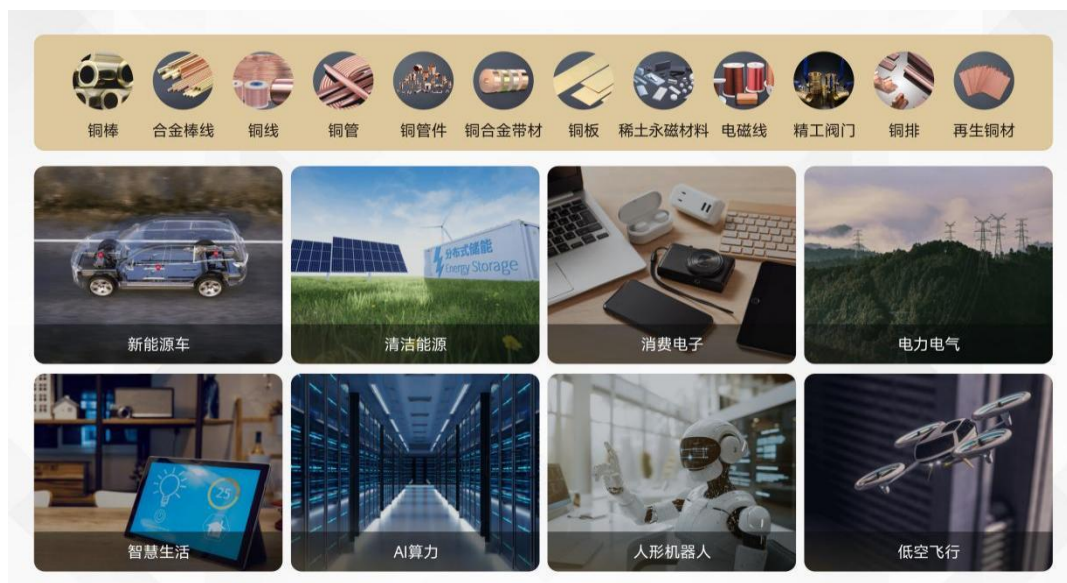 铜棒
合金棒线
铜线
铜管
铜管件
铜合金带材
铜板
稀土永磁材料
电磁线
精工阀门
铜排
再生铜材
分布式储能
Energy Storage
新能源车
清洁能源
消费电子
电力电气
25
智慧生活
AI算力
人形机器人
低空飞行